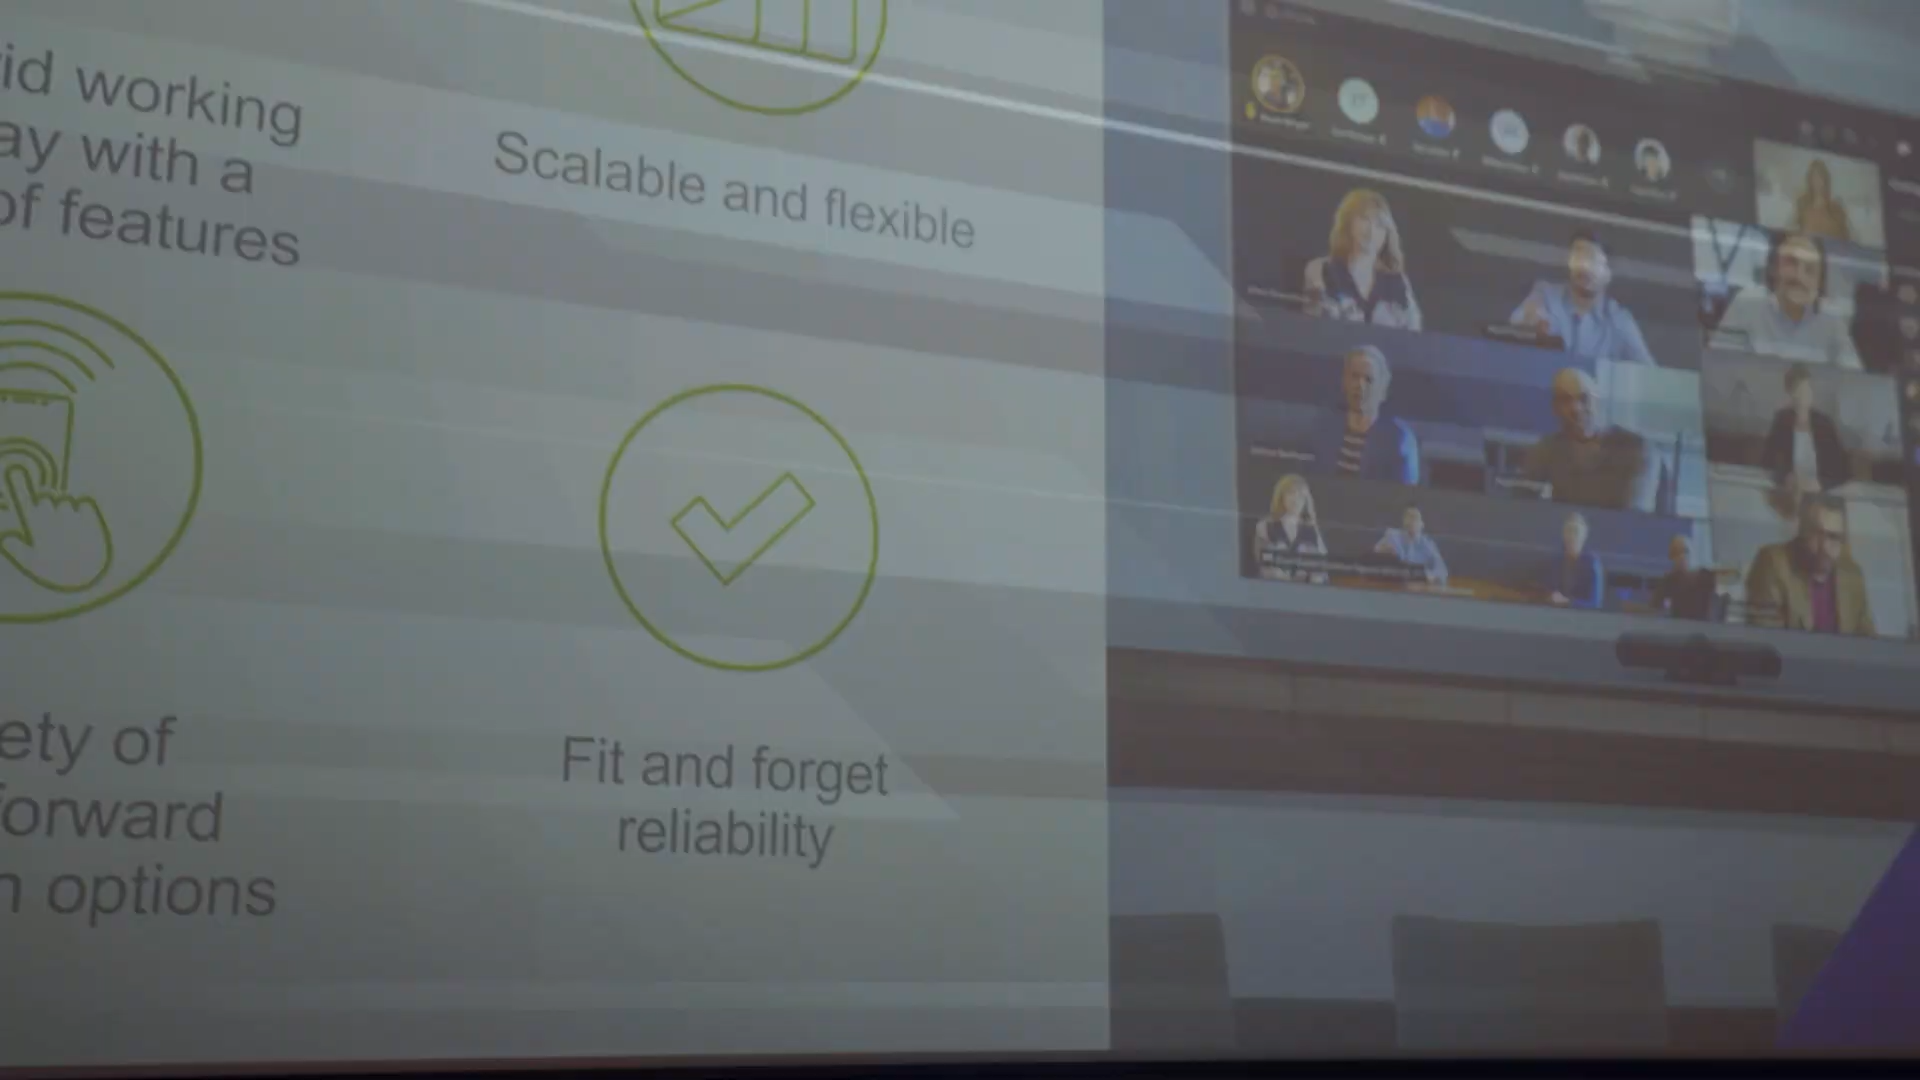 id working
ay with a
of features
Scalable and flexible
ety of
forward
n options
Fit and forget
reliability